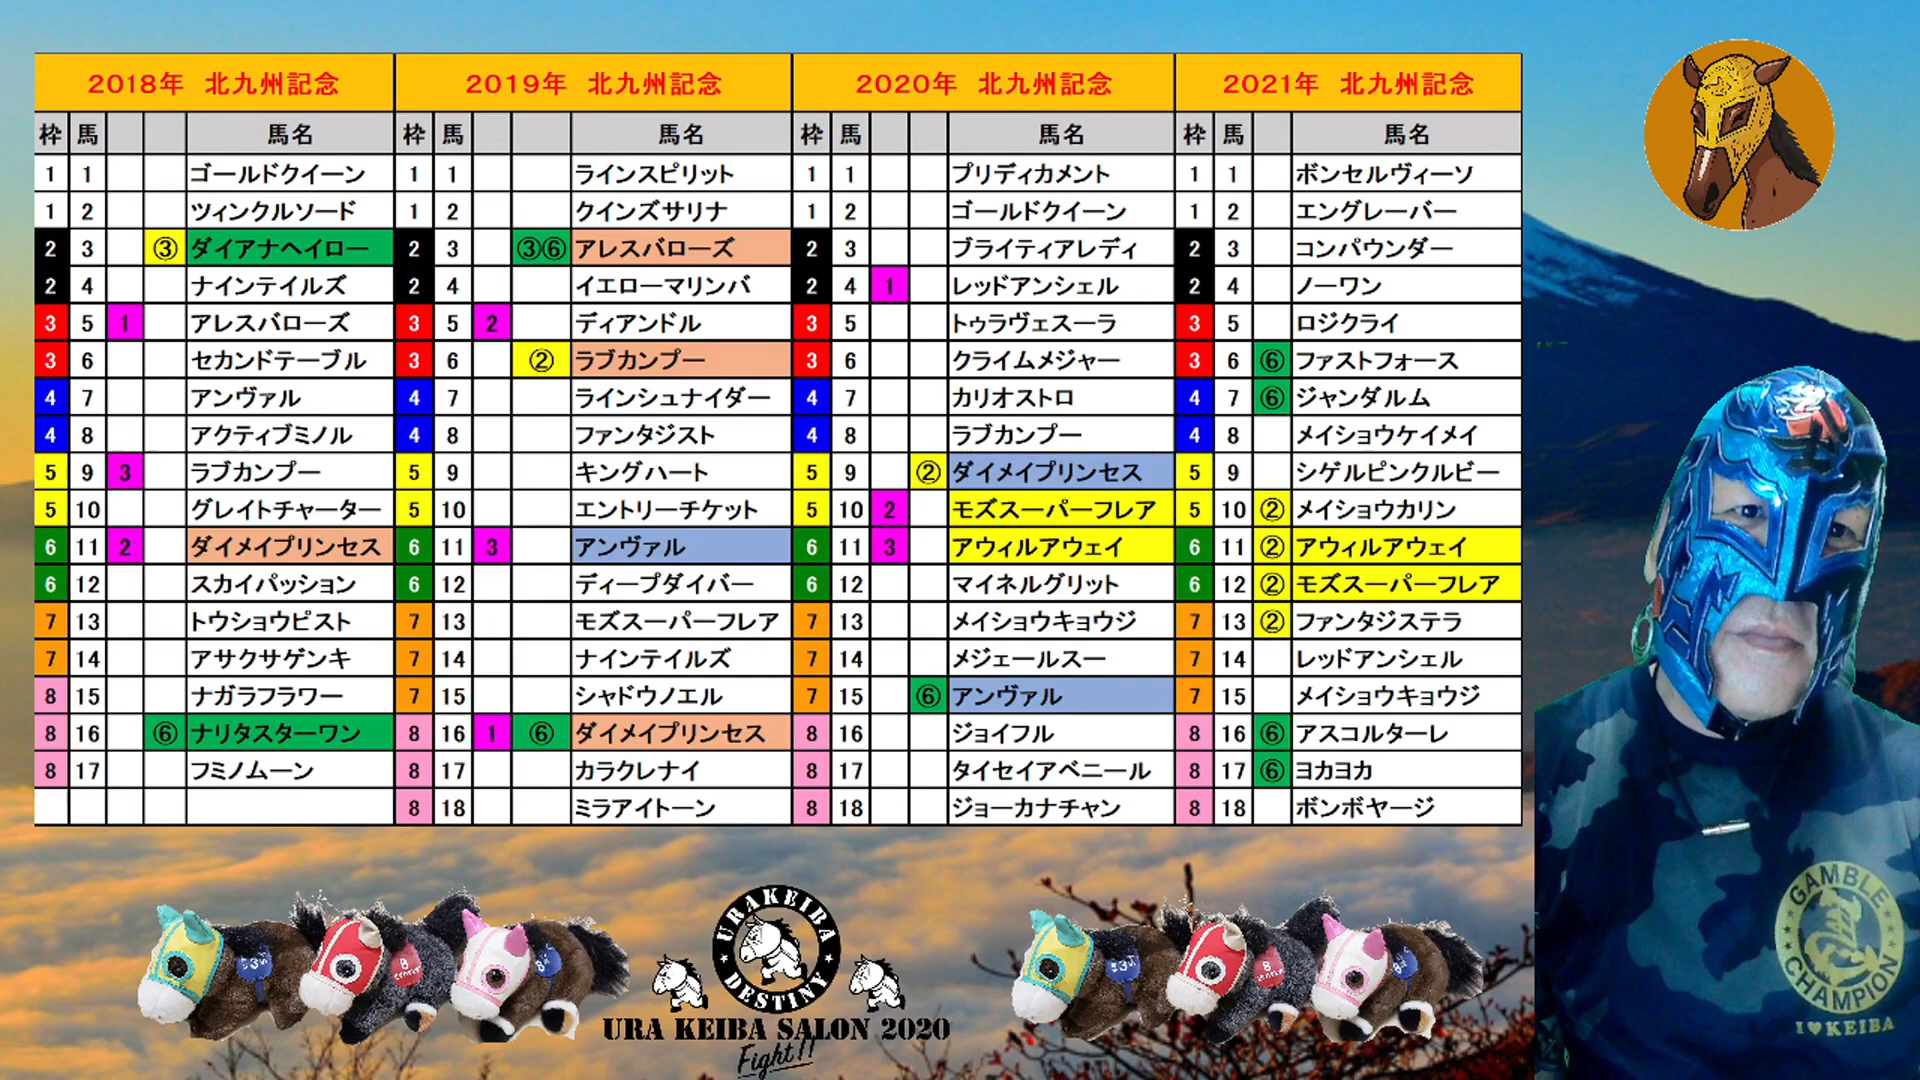 2018年 北九州記念 2019年 北九州記念 2020年 北九州記念 2021年 北九州記念
枠 馬 馬名 枠 馬 馬名 枠 馬 馬名 枠 馬 馬名
1 1 ゴールドクイーン 1 1 ラインスピリット 1 1 プリディカメント 1 1 ボンセルヴィーソ
1 2 ツィンクルソード 1 2 クインズサリナ 1 2 ゴールドクイーン 1 2 エングレーバー
2 3 ③ ダイアナヘイロー 2 3 ③⑥ アレスバローズ 2 3 ブライティアレディ 2 3 コンパウンダー
2 4 ナインテイルズ 2 4 イエローマリンバ 2 4 1 レッドアンシェル 2 4 ノーワン
3 5 1 アレスバローズ 3 5 2 ディアンドル 3 5 トゥラヴェスーラ 3 5 ロジクライ
3 6 セカンドテーブル 3 6 ② ラブカンプー 3 6 クライムメジャー 3 6 ⑥ ファストフォース
4 7 アンヴァル 4 7 ラインシュナイダー 4 7 カリオストロ 4 7 ⑥ ジャンダルム
4 8 アクティブミノル 4 8 ファンタジスト 4 8 ラブカンプー 4 8 メイショウケイメイ
5 9 3 ラブカンプー 5 9 キングハート 5 9 ② ダイメイプリンセス 5 9 シゲルピンクルビー
5 10 グレイトチャーター 5 10 エントリーチケット 5 10 2 モズスーパーフレア 5 10 ② メイショウカリン
6 11 2 ダイメイプリンセス 6 11 3 アンヴァル 6 11 3 アウィルアウェイ 6 11 ② アウィルアウェイ
6 12 スカイパッション 6 12 ディープダイバー 6 12 マイネルグリット 6 12 ② モズスーパーフレア
7 13 トウショウピスト 7 13 モズスーパーフレア 7 13 メイショウキョウジ 7 13 ② ファンタジステラ
7 14 アサクサゲンキ 7 14 ナインテイルズ 7 14 メジェールスー 7 14 レッドアンシェル
8 15 ナガラフラワー 7 15 シャドウノエル 7 15 ⑥ アンヴァル 7 15 メイショウキョウジ
8 16 ⑥ ナリタスターワン 8 16 1 ⑥ ダイメイプリンセス 8 16 ジョイフル 8 16 ⑥ アスコルターレ
8 17 フミノムーン 8 17 カラクレナイ 8 17 タイセイアベニール 8 17 ⑥ ヨカヨカ
8 18 ミラアイトーン 8 18 ジョーカナチャン 8 18 ボンボヤージ
URAKEIBA
DESTINY
URA KEIBA SALON 2020
Fight!!
GAMBLE
CHAMPION
I♥KEIBA